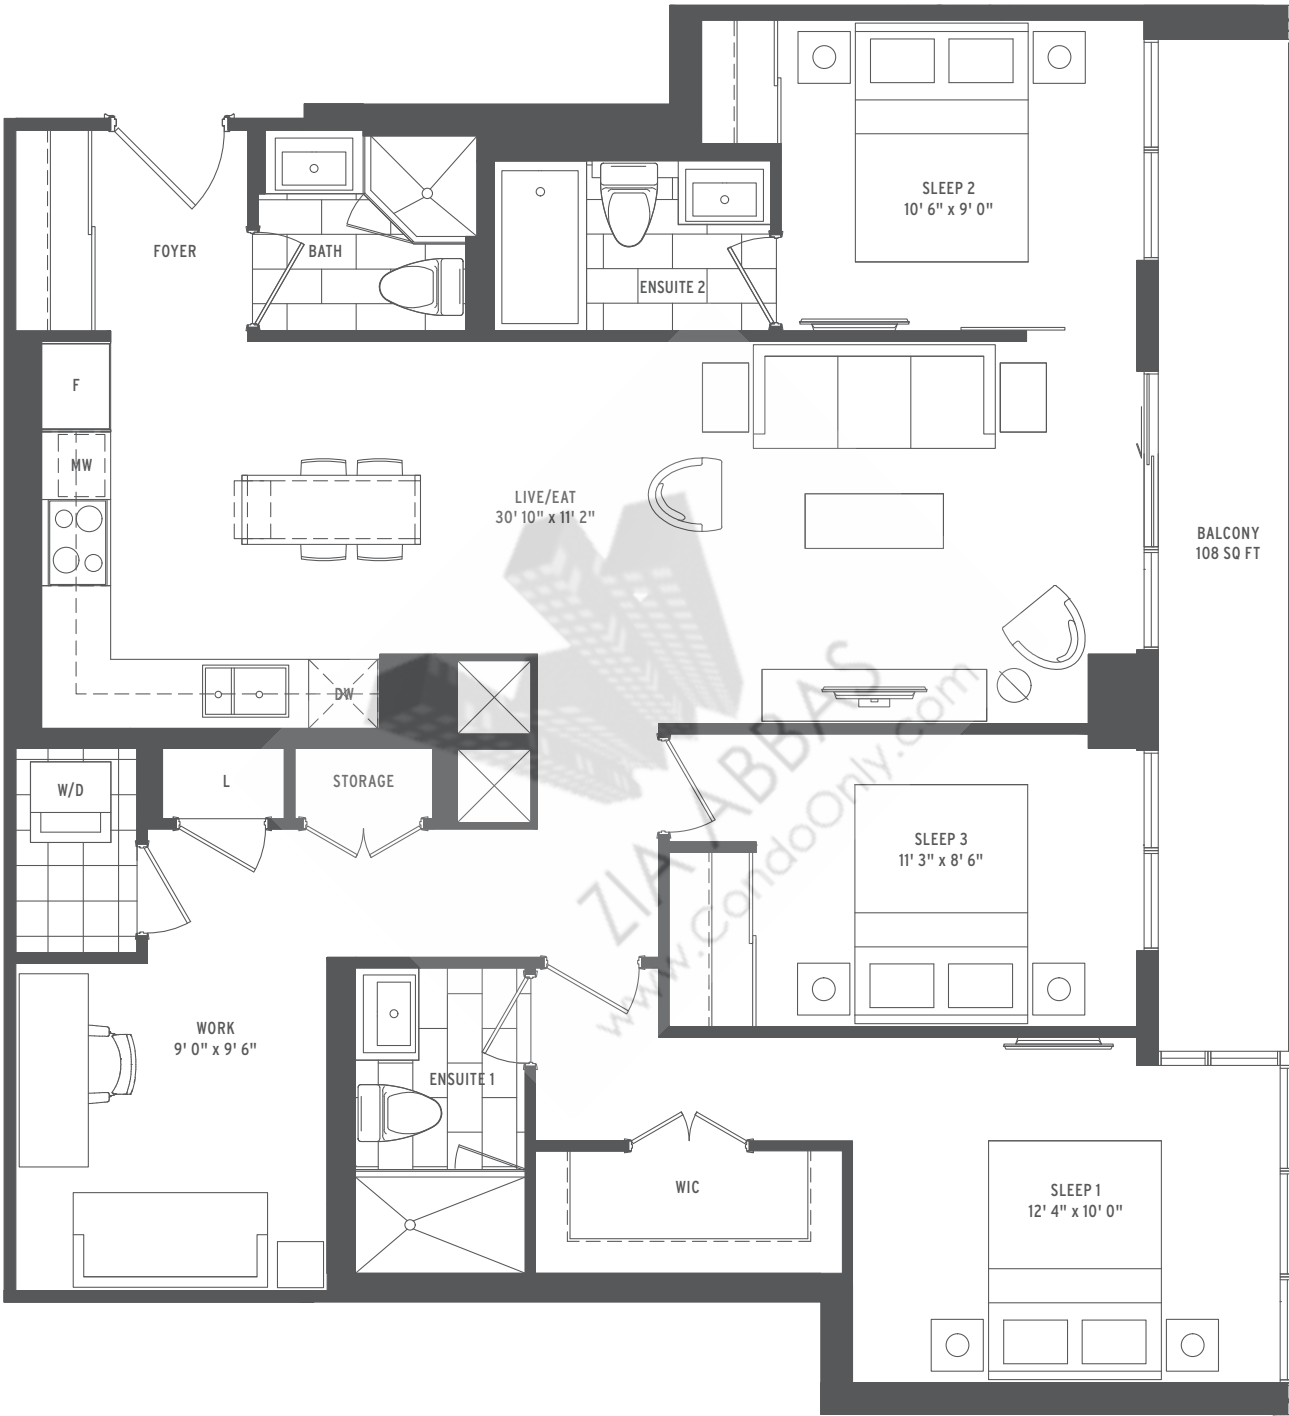 SLEEP 2
10' 6" x 9' 0"
FOYER
BATH
ENSUITE 2
F
MW
LIVE/EAT
30' 10" x 11' 2"
BALCONY
108 SQ FT
DW
W/D
L
STORAGE
SLEEP 3
11' 3" x 8' 6"
ZIA ABBAS
www.CondoOnly.com
WORK
9' 0" x 9' 6"
ENSUITE 1
WIC
SLEEP 1
12' 4" x 10' 0"